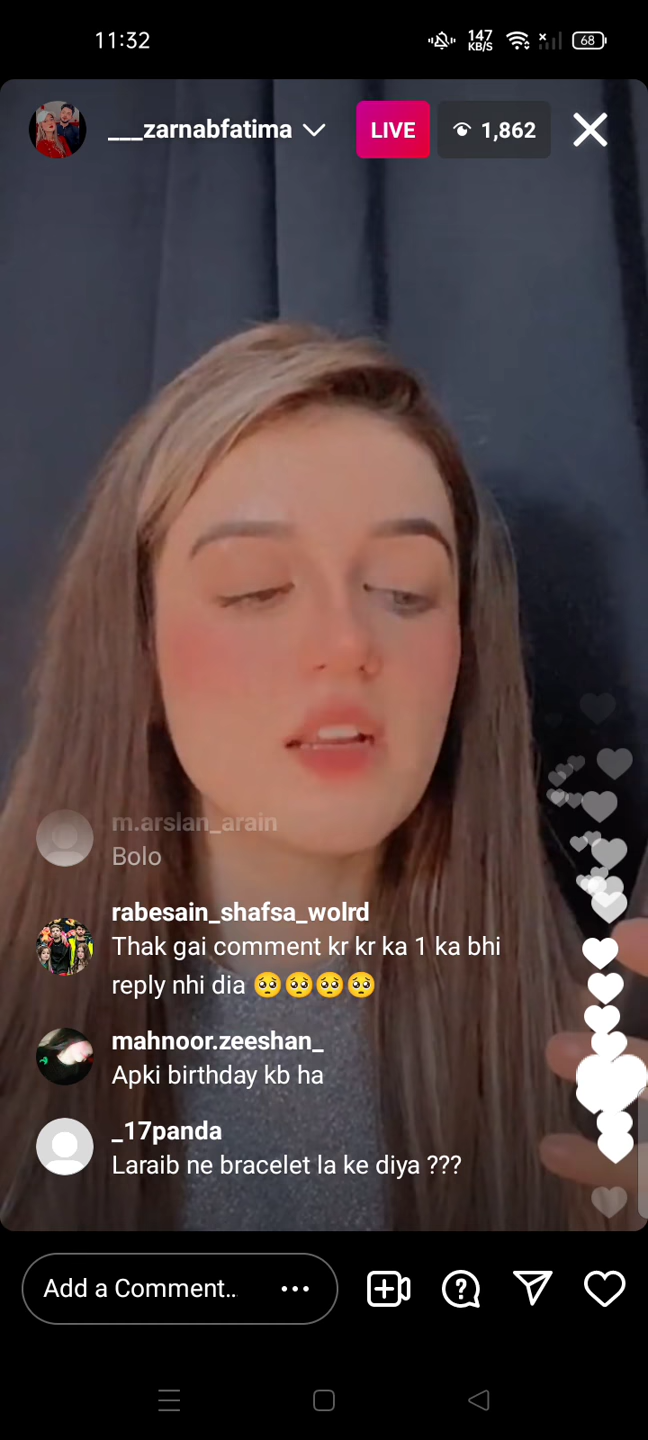 11:32
147
KB/S
68
___zarnabfatima
LIVE
1,862
m.arslan_arain
Bolo
rabesain_shafsa_wolrd
Thak gai comment kr kr ka 1 ka bhi
reply nhi dia 🥺🥺🥺🥺
mahnoor.zeeshan_
Apki birthday kb ha
_17panda
Laraib ne bracelet la ke diya ???
Add a Comment..